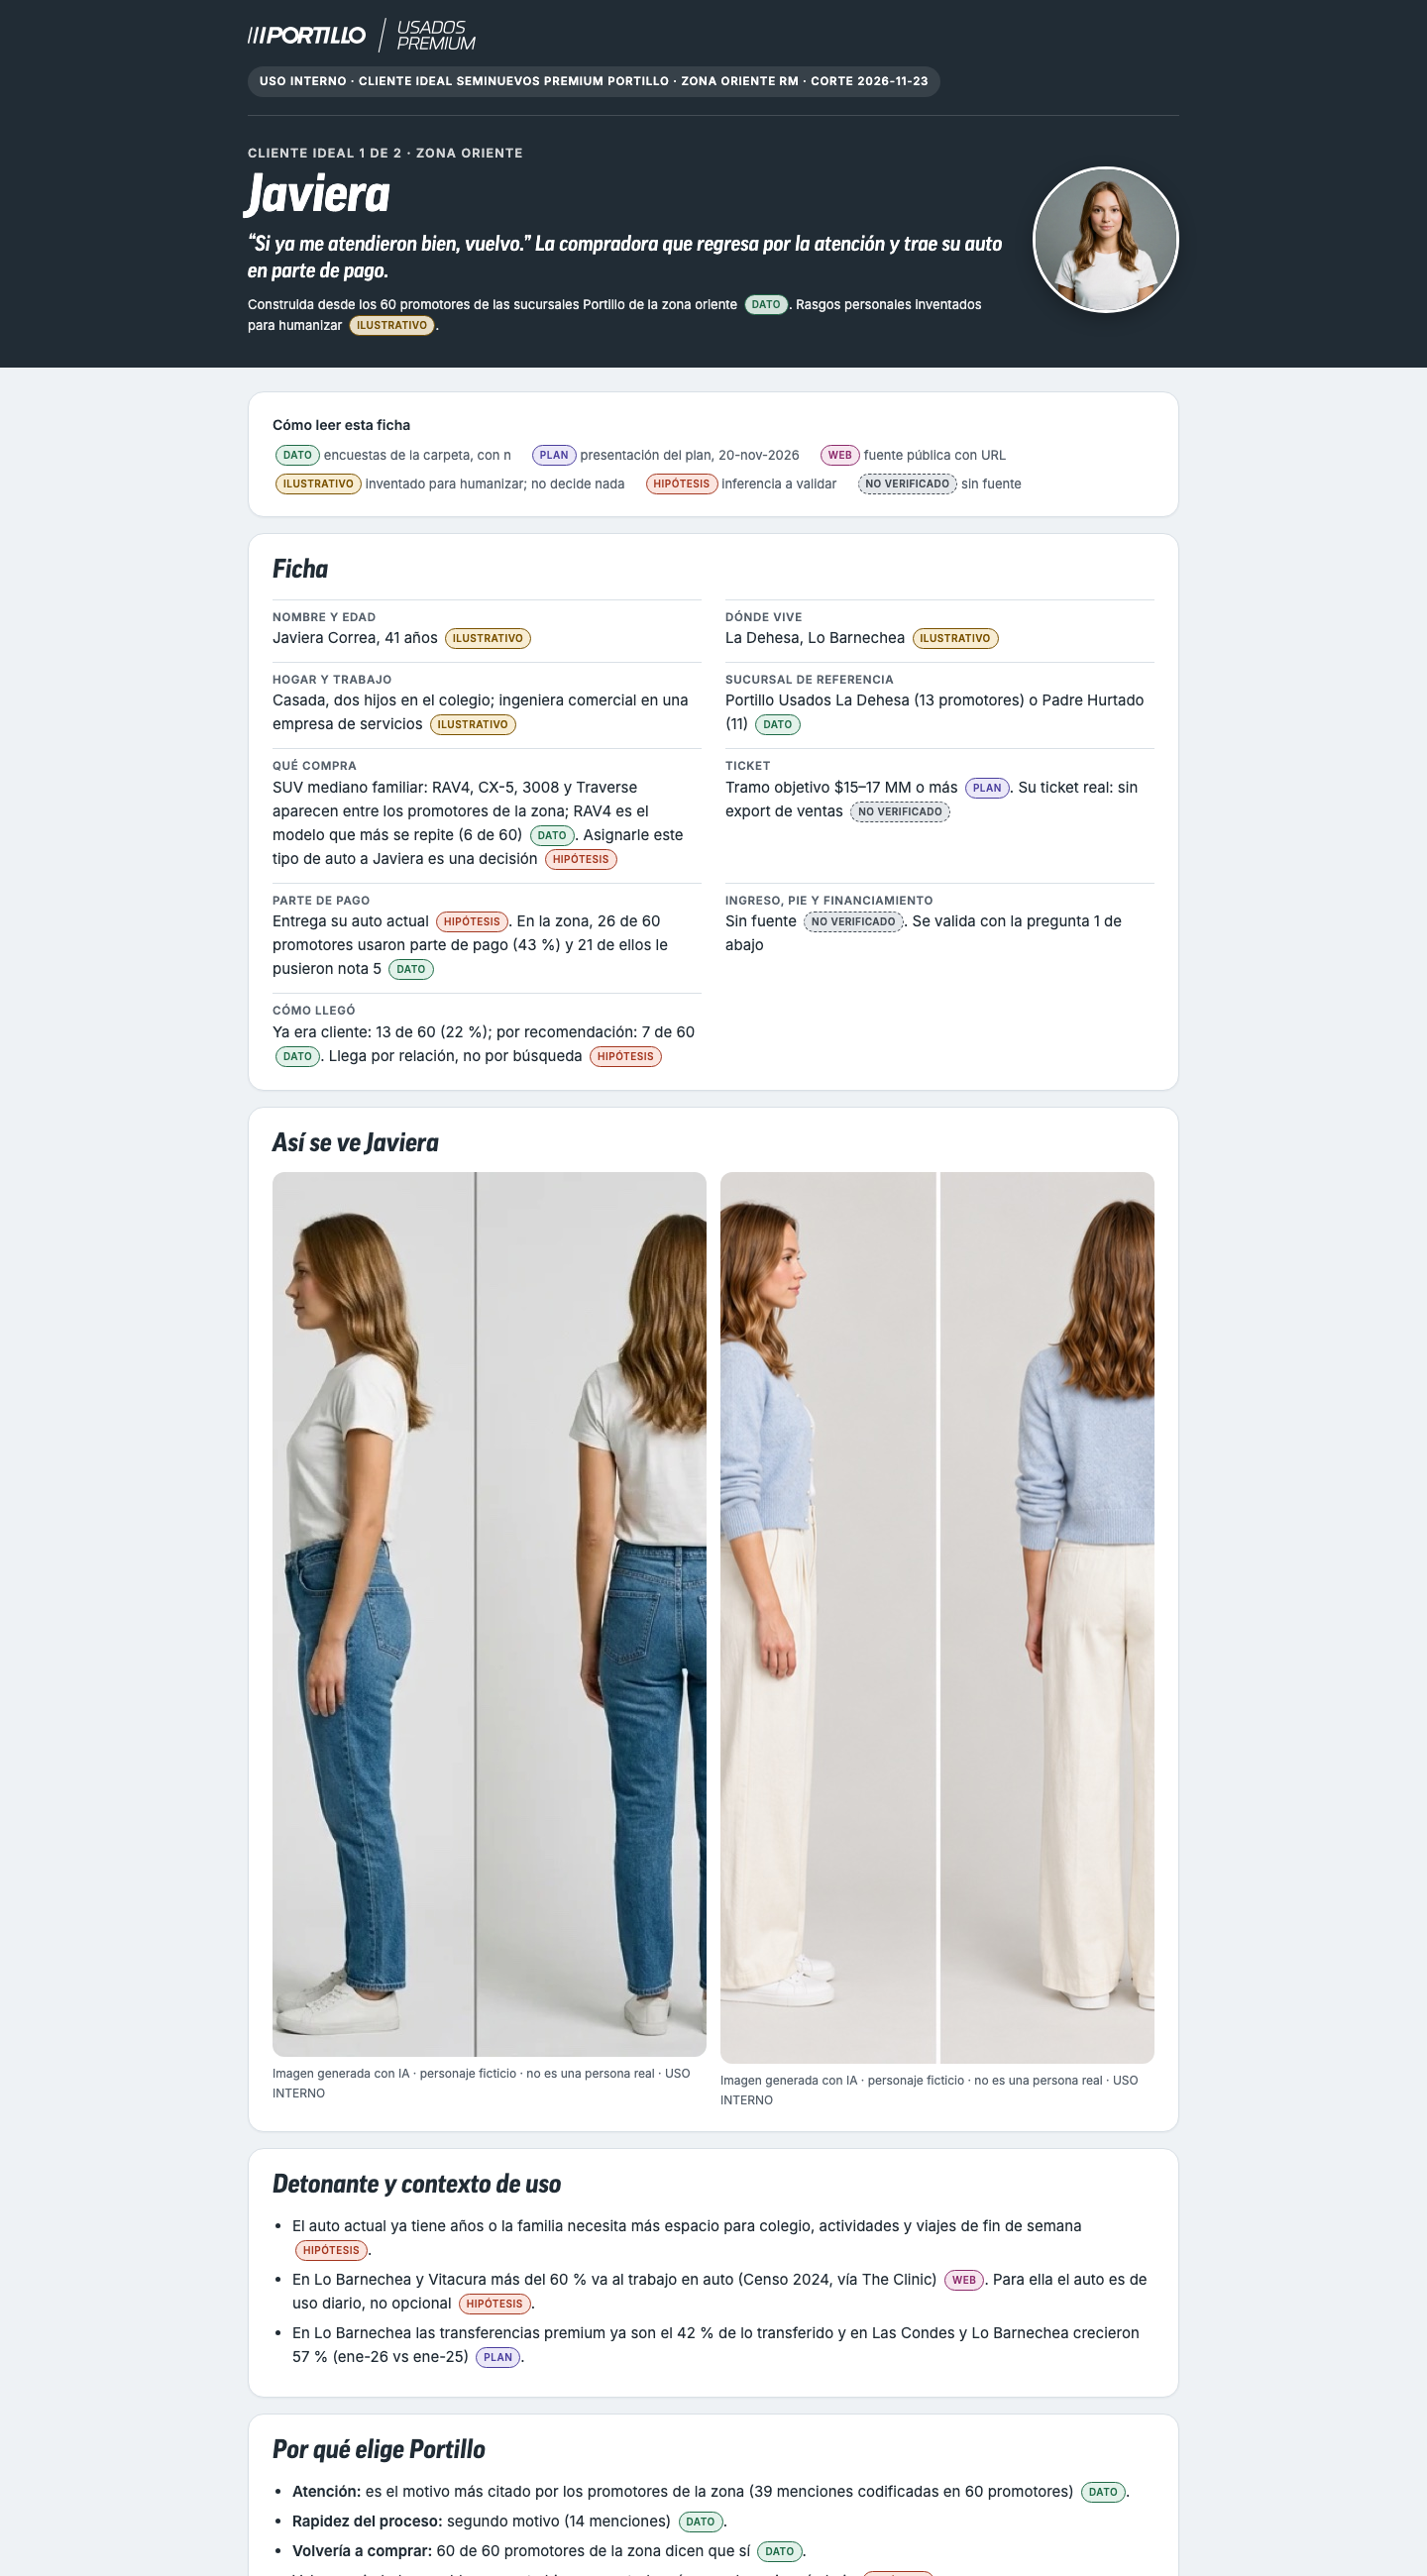 PORTILLO USADOS PREMIUM
USO INTERNO · CLIENTE IDEAL SEMINUEVOS PREMIUM PORTILLO · ZONA ORIENTE RM · CORTE 2026-11-23
CLIENTE IDEAL 1 DE 2 · ZONA ORIENTE
Javiera
“Si ya me atendieron bien, vuelvo.” La compradora que regresa por la atención y trae su auto
en parte de pago.
Construida desde los 60 promotores de las sucursales Portillo de la zona oriente DATO. Rasgos personales inventados
para humanizar ILUSTRATIVO.
Cómo leer esta ficha
DATO encuestas de la carpeta, con n PLAN presentación del plan, 20-nov-2026 WEB fuente pública con URL
ILUSTRATIVO inventado para humanizar; no decide nada HIPÓTESIS inferencia a validar NO VERIFICADO sin fuente
Ficha
NOMBRE Y EDAD
Javiera Correa, 41 años ILUSTRATIVO
DÓNDE VIVE
La Dehesa, Lo Barnechea ILUSTRATIVO
HOGAR Y TRABAJO
Casada, dos hijos en el colegio; ingeniera comercial en una
empresa de servicios ILUSTRATIVO
SUCURSAL DE REFERENCIA
Portillo Usados La Dehesa (13 promotores) o Padre Hurtado
(11) DATO
QUÉ COMPRA
SUV mediano familiar: RAV4, CX-5, 3008 y Traverse
aparecen entre los promotores de la zona; RAV4 es el
modelo que más se repite (6 de 60) DATO. Asignarle este
tipo de auto a Javiera es una decisión HIPÓTESIS
TICKET
Tramo objetivo $15–17 MM o más PLAN. Su ticket real: sin
export de ventas NO VERIFICADO
PARTE DE PAGO
Entrega su auto actual HIPÓTESIS. En la zona, 26 de 60
promotores usaron parte de pago (43 %) y 21 de ellos le
pusieron nota 5 DATO
INGRESO, PIE Y FINANCIAMIENTO
Sin fuente NO VERIFICADO. Se valida con la pregunta 1 de
abajo
CÓMO LLEGÓ
Ya era cliente: 13 de 60 (22 %); por recomendación: 7 de 60
DATO. Llega por relación, no por búsqueda HIPÓTESIS
Así se ve Javiera
Imagen generada con IA · personaje ficticio · no es una persona real · USO
INTERNO
Imagen generada con IA · personaje ficticio · no es una persona real · USO
INTERNO
Detonante y contexto de uso
• El auto actual ya tiene años o la familia necesita más espacio para colegio, actividades y viajes de fin de semana
HIPÓTESIS.
• En Lo Barnechea y Vitacura más del 60 % va al trabajo en auto (Censo 2024, vía The Clinic) WEB. Para ella el auto es de
uso diario, no opcional HIPÓTESIS.
• En Lo Barnechea las transferencias premium ya son el 42 % de lo transferido y en Las Condes y Lo Barnechea crecieron
57 % (ene-26 vs ene-25) PLAN.
Por qué elige Portillo
• Atención: es el motivo más citado por los promotores de la zona (39 menciones codificadas en 60 promotores) DATO.
• Rapidez del proceso: segundo motivo (14 menciones) DATO.
• Volvería a comprar: 60 de 60 promotores de la zona dicen que sí DATO.